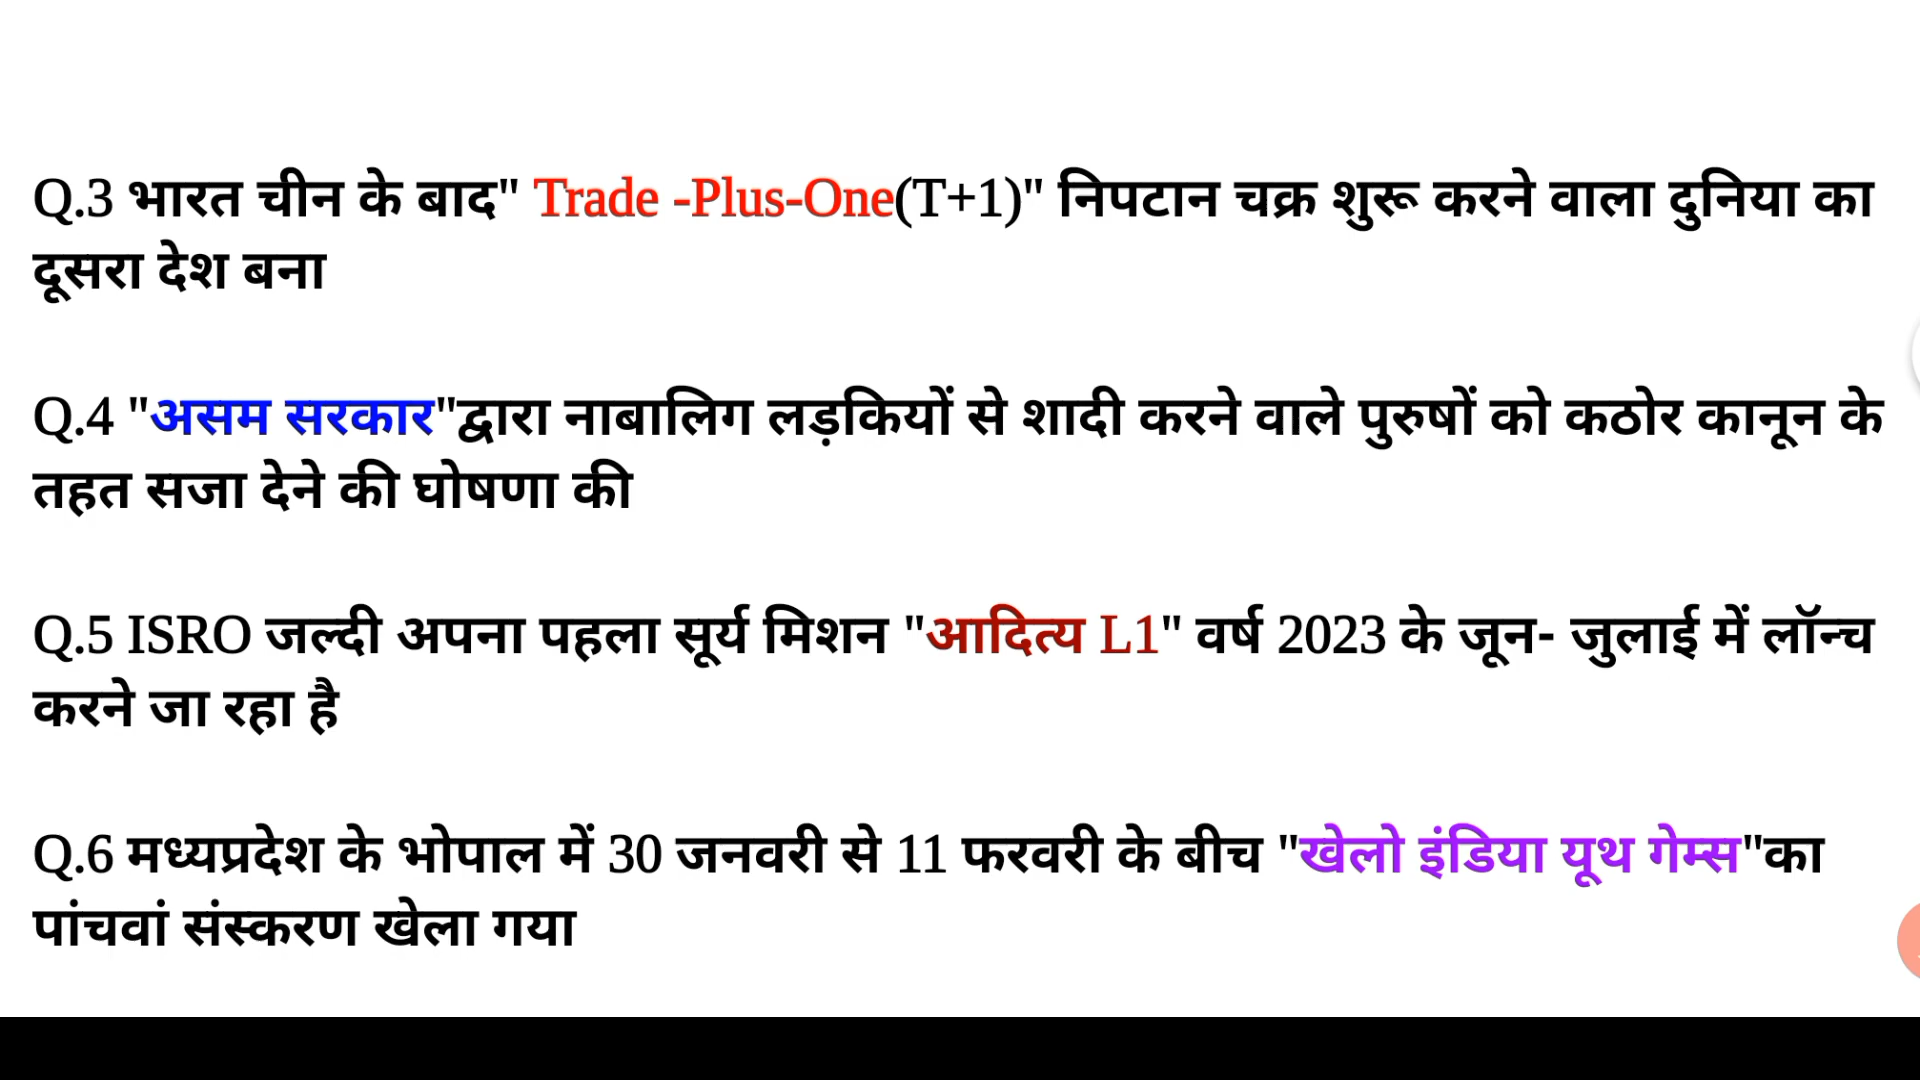 Q.3 भारत चीन के बाद" Trade -Plus-One(T+1)" निपटान चक्र शुरू करने वाला दुनिया का
दूसरा देश बना
Q.4 "असम सरकार"द्वारा नाबालिग लड़कियों से शादी करने वाले पुरुषों को कठोर कानून के
तहत सजा देने की घोषणा की
Q.5 ISRO जल्दी अपना पहला सूर्य मिशन "आदित्य L1" वर्ष 2023 के जून- जुलाई में लॉन्च
करने जा रहा है
Q.6 मध्यप्रदेश के भोपाल में 30 जनवरी से 11 फरवरी के बीच "खेलो इंडिया यूथ गेम्स"का
पांचवां संस्करण खेला गया